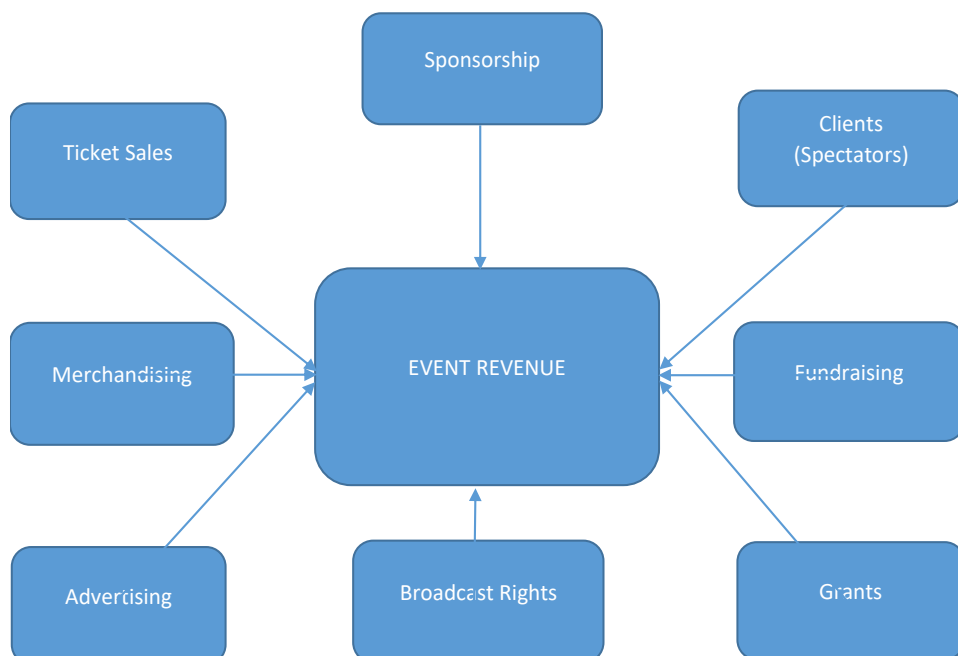 Sponsorship
Ticket Sales
Clients
(Spectators)
Merchandising
EVENT REVENUE
Fundraising
Advertising
Broadcast Rights
Grants